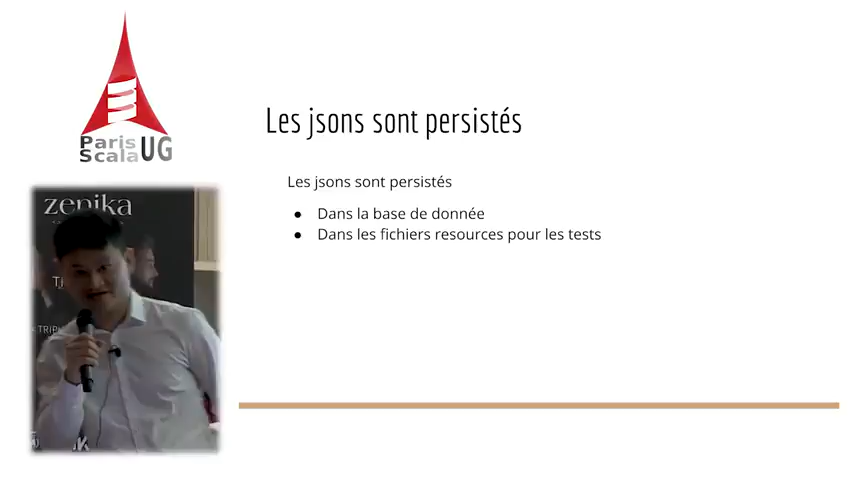 Paris
Scala UG
Les jsons sont persistés
Les jsons sont persistés
● Dans la base de donnée
● Dans les fichiers resources pour les tests
zenika